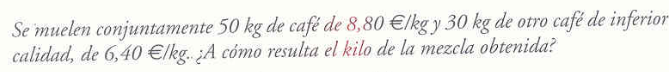 Se muelen conjuntamente 50 kg de café de 8,80 €/kg y 30 kg de otro café de inferior
calidad, de 6,40 €/kg. ¿A cómo resulta el kilo de la mezcla obtenida?